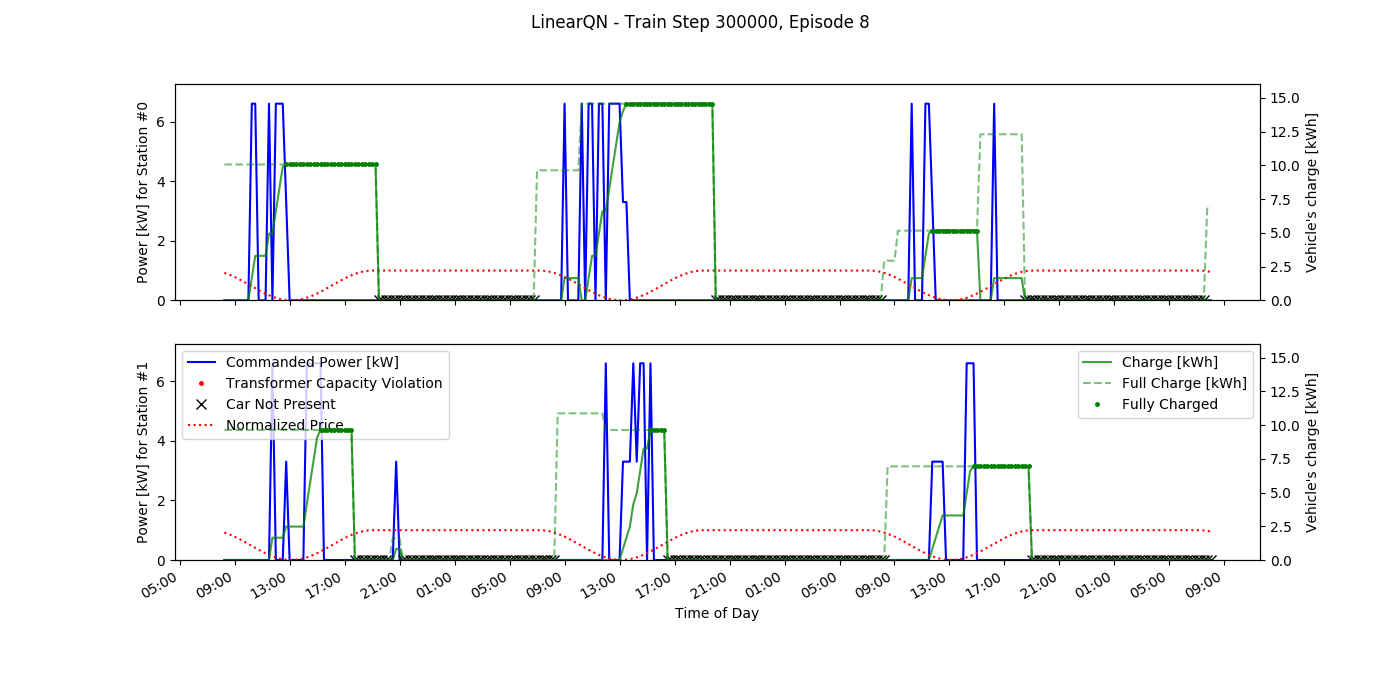 LinearQN - Train Step 300000, Episode 8
Power [kW] for Station #0
6
4
2
0
15.0
12.5
10.0
7.5
5.0
2.5
0.0
Vehicle's charge [kWh]
Power [kW] for Station #1
6
4
2
0
Commanded Power [kW]
Transformer Capacity Violation
Car Not Present
Normalized Price
Charge [kWh]
Full Charge [kWh]
Fully Charged
15.0
12.5
10.0
7.5
5.0
2.5
0.0
Vehicle's charge [kWh]
05:00 09:00 13:00 17:00 21:00 01:00 05:00 09:00 13:00 17:00 21:00 01:00 05:00 09:00 13:00 17:00 21:00 01:00 05:00 09:00
Time of Day